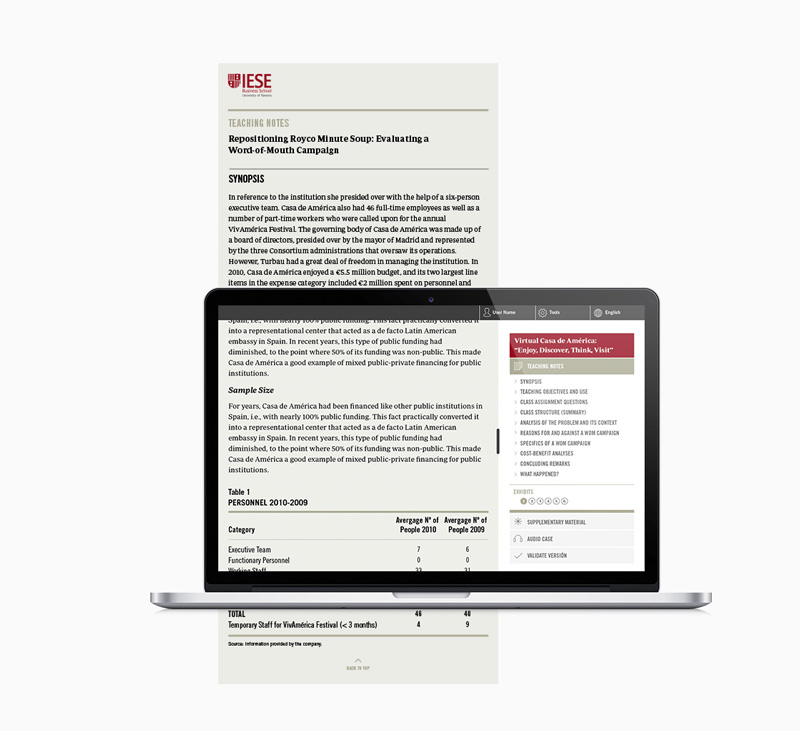 IESE
Business School
University of Navarra
TEACHING NOTES
Repositioning Royco Minute Soup: Evaluating a
Word-of-Mouth Campaign
SYNOPSIS
In reference to the institution she presided over with the help of a six-person
executive team. Casa de América also had 46 full-time employees as well as a
number of part-time workers who were called upon for the annual
VivAmérica Festival. The governing body of Casa de América was made up of
a board of directors, presided over by the mayor of Madrid and represented
by the three Consortium administrations that oversaw its operations.
However, Turbau had a great deal of freedom in managing the institution. In
2010, Casa de América enjoyed a €5.5 million budget, and its two largest line
items in the expense category included €2 million spent on personnel and
User Name
Tools
English
Spain, i.e., with nearly 100% public funding. This fact practically converted it
into a representational center that acted as a de facto Latin American
embassy in Spain. In recent years, this type of public funding had
diminished, to the point where 50% of its funding was non-public. This made
Casa de América a good example of mixed public-private financing for public
institutions.
Sample Size
For years, Casa de América had been financed like other public institutions in
Spain, i.e., with nearly 100% public funding. This fact practically converted it
into a representational center that acted as a de facto Latin American
embassy in Spain. In recent years, this type of public funding had
diminished, to the point where 50% of its funding was non-public. This made
Casa de América a good example of mixed public-private financing for public
institutions.
Table 1
PERSONNEL 2010-2009
Category
Avergage Nº of
People 2010
Avergage Nº of
People 2009
Executive Team 7 6
Functionary Personnel 0 0
Working Staff 33 31
TOTAL 46 40
Temporary Staff for VivAmérica Festival (< 3 months) 4 9
Source: Information provided by the company.
BACK TO TOP
Virtual Casa de América:
"Enjoy, Discover, Think, Visit"
TEACHING NOTES
SYNOPSIS
TEACHING OBJECTIVES AND USE
CLASS ASSIGNMENT QUESTIONS
CLASS STRUCTURE (SUMMARY)
ANALYSIS OF THE PROBLEM AND ITS CONTEXT
REASONS FOR AND AGAINST A WOM CAMPAIGN
SPECIFICS OF A WOM CAMPAIGN
COST-BENEFIT ANALYSES
CONCLUDING REMARKS
WHAT HAPPENED?
EXHIBITS
1 2 3 4 5 6
SUPPLEMENTARY MATERIAL
AUDIO CASE
VALIDATE VERSIÓN